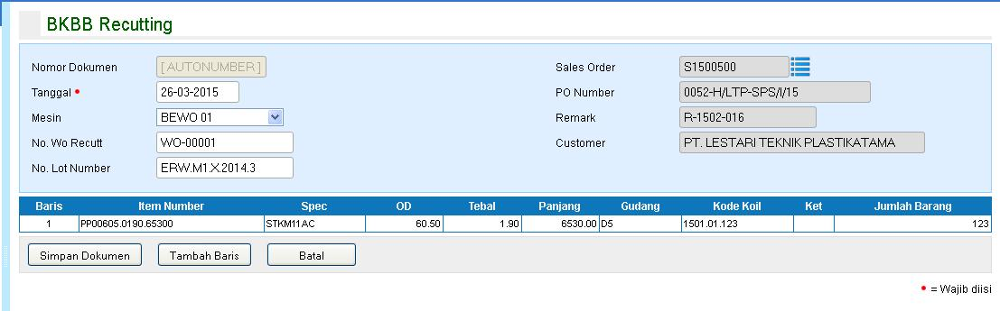 BKBB Recutting
Nomor Dokumen [ AUTONUMBER ] Sales Order S1500500
Tanggal • 26-03-2015 PO Number 0052-H/LTP-SPS/I/15
Mesin BEWO 01 Remark R-1502-016
No. Wo Recutt WO-00001 Customer PT. LESTARI TEKNIK PLASTIKATAMA
No. Lot Number ERW.M1.X.2014.3
Baris Item Number Spec OD Tebal Panjang Gudang Kode Koil Ket Jumlah Barang
1 PP00605.0190.65300 STKM11AC 60.50 1.90 6530.00 D5 1501.01.123 123
Simpan Dokumen Tambah Baris Batal
• = Wajib diisi